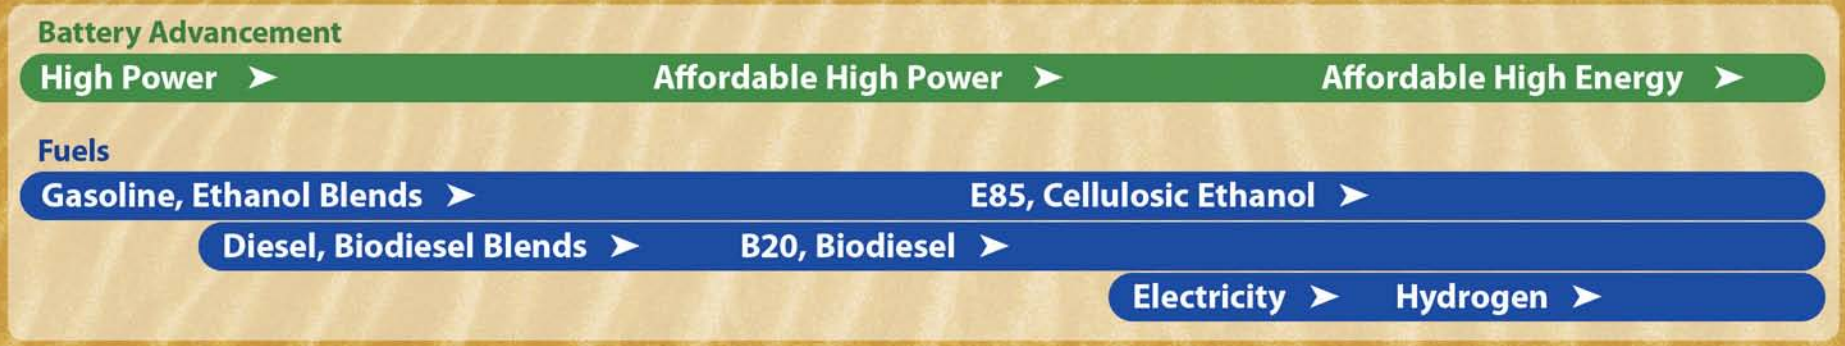 Battery Advancement
High Power ➤ Affordable High Power ➤ Affordable High Energy ➤
Fuels
Gasoline, Ethanol Blends ➤ E85, Cellulosic Ethanol ➤
Diesel, Biodiesel Blends ➤ B20, Biodiesel ➤
Electricity ➤ Hydrogen ➤